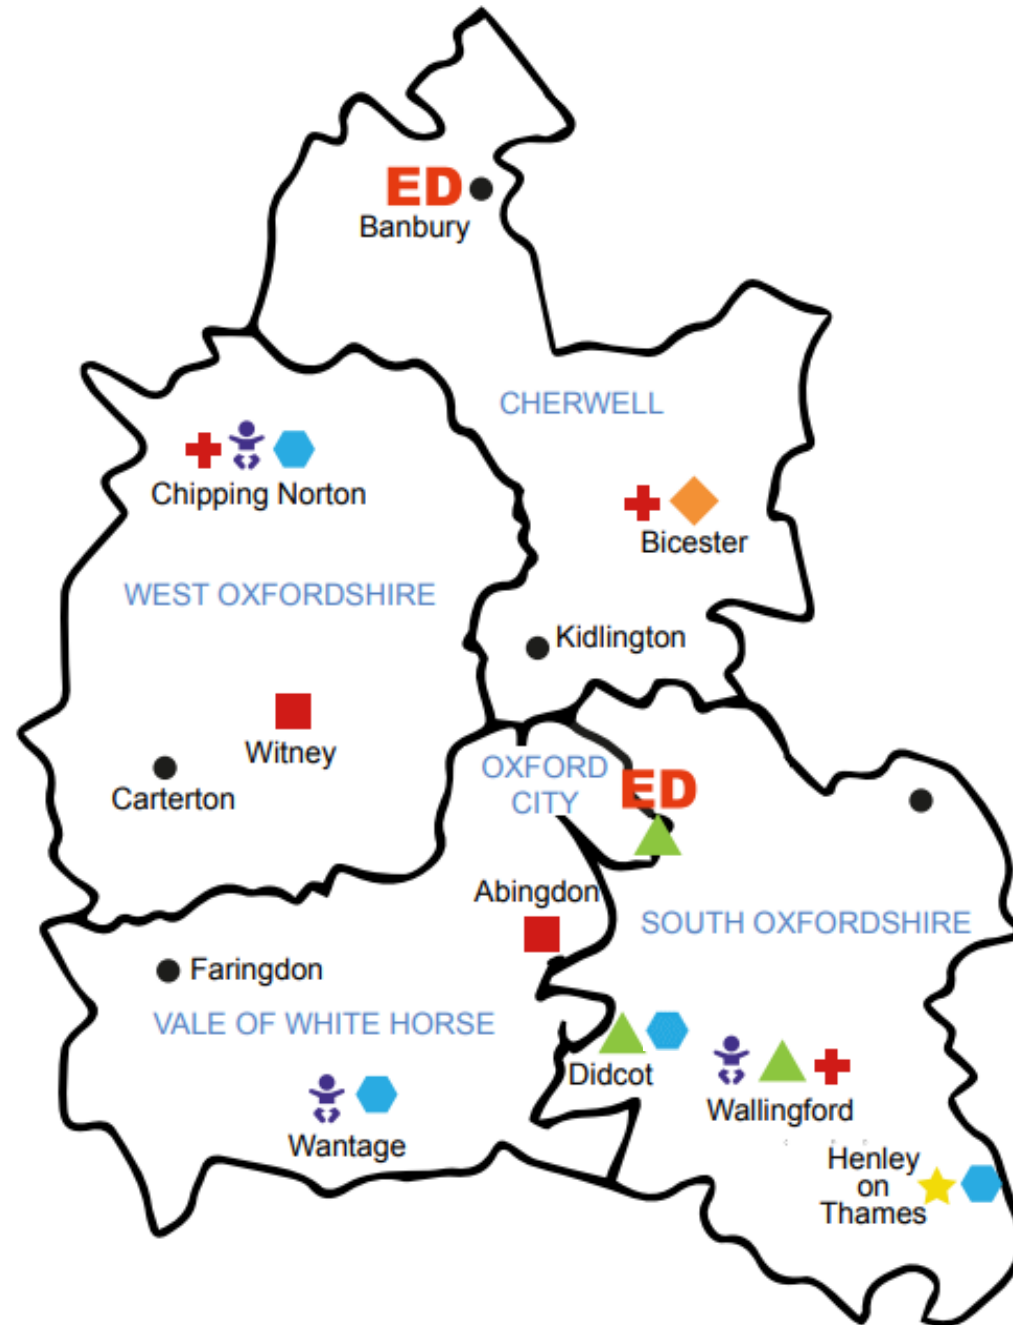 ED
Banbury
CHERWELL
Chipping Norton
Bicester
WEST OXFORDSHIRE
Kidlington
Witney
OXFORD
CITY
ED
Carterton
Abingdon
SOUTH OXFORDSHIRE
Faringdon
VALE OF WHITE HORSE
Didcot
Wallingford
Wantage
Henley
on
Thames